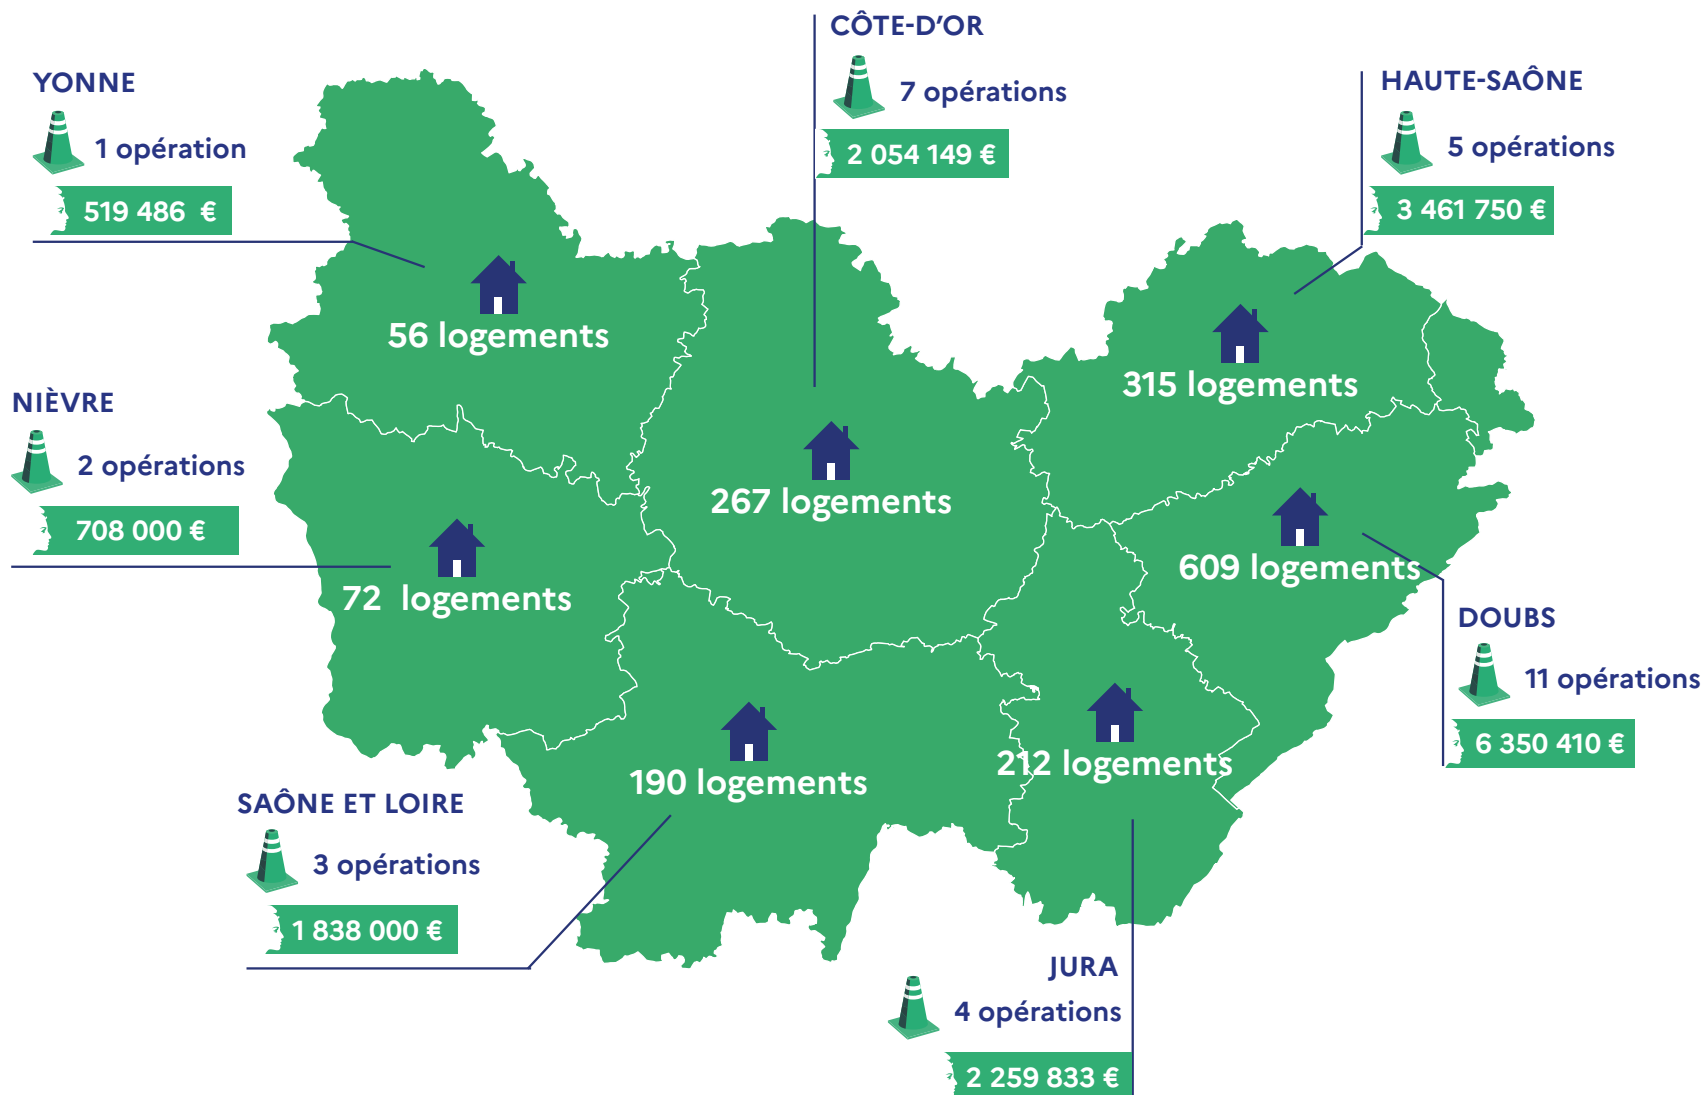 CÔTE-D'OR
7 opérations
2 054 149 €
YONNE
1 opération
519 486 €
HAUTE-SAÔNE
5 opérations
3 461 750 €
56 logements
315 logements
NIÈVRE
2 opérations
708 000 €
267 logements
72 logements
609 logements
DOUBS
11 opérations
6 350 410 €
190 logements
212 logements
SAÔNE ET LOIRE
3 opérations
1 838 000 €
JURA
4 opérations
2 259 833 €